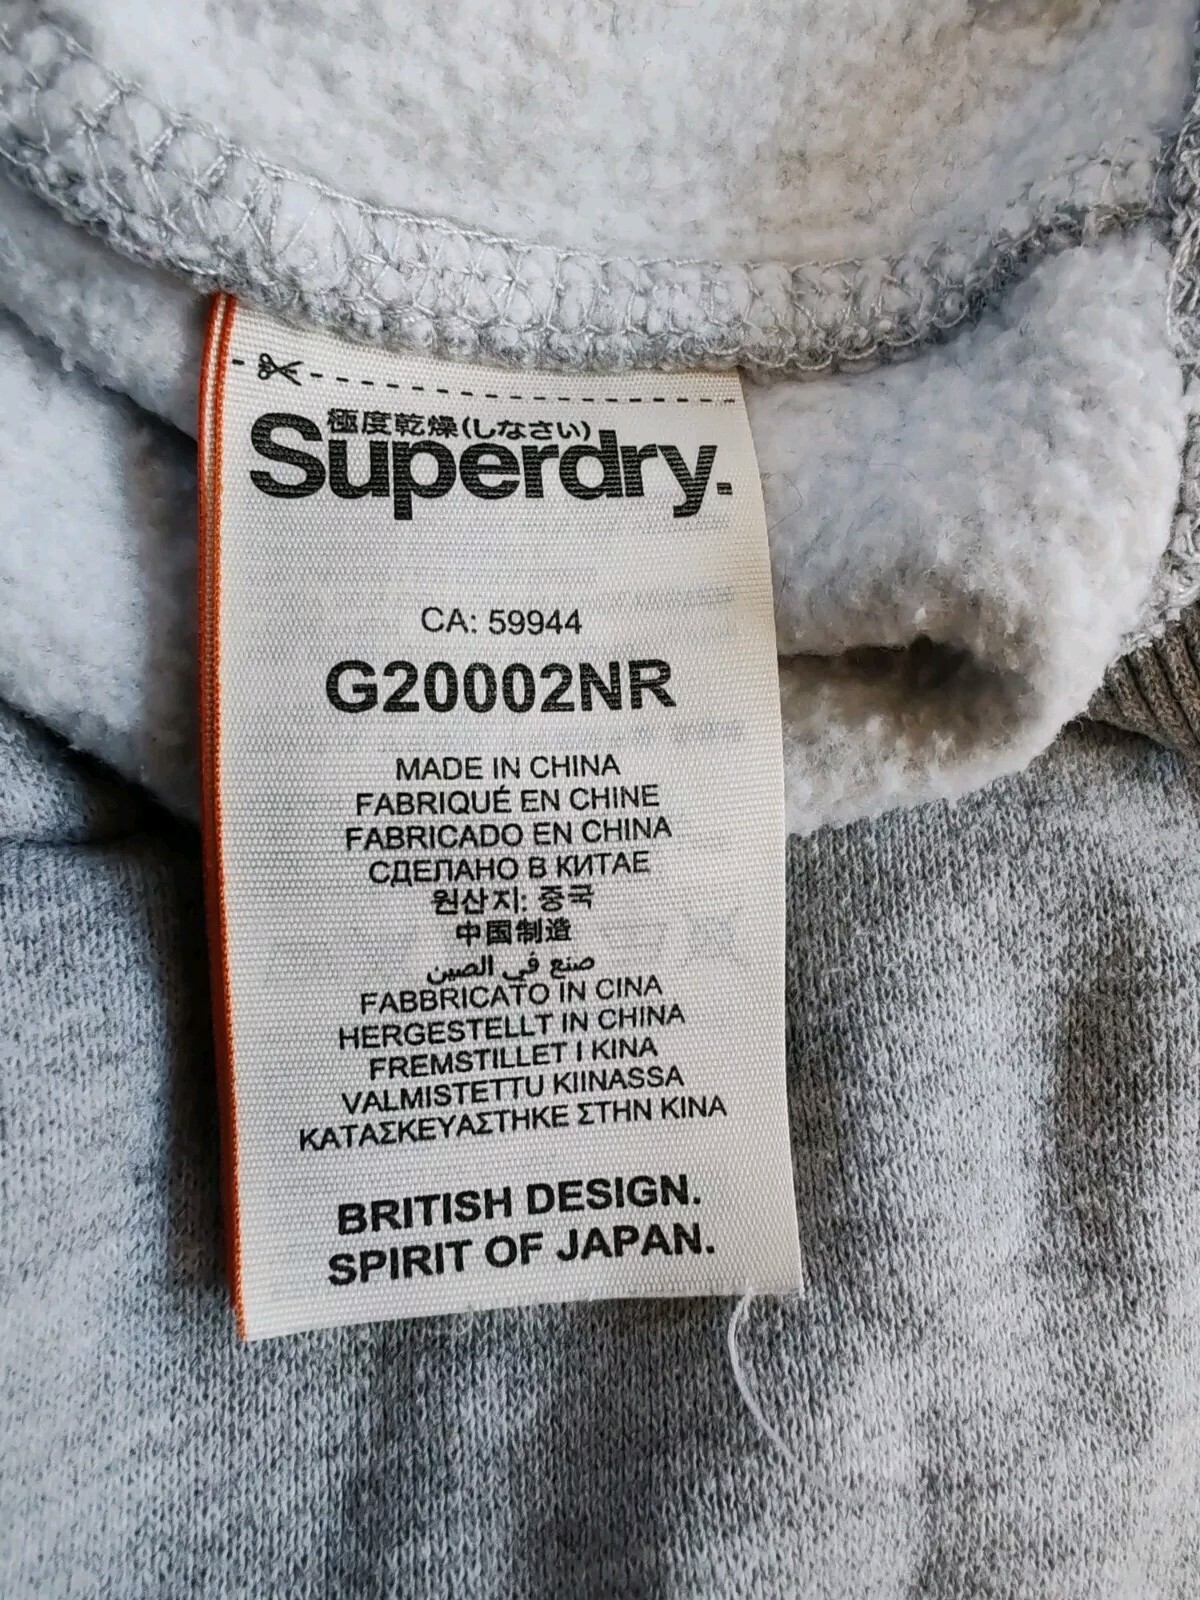 極度乾燥(しなさい)
Superdry.
CA: 59944
G20002NR
MADE IN CHINA
FABRIQUÉ EN CHINE
FABRICADO EN CHINA
СДЕЛАНО В КИТАЕ
원산지: 중국
中国制造
صنع في الصين
FABBRICATO IN CINA
HERGESTELLT IN CHINA
FREMSTILLET I KINA
VALMISTETTU KIINASSA
ΚΑΤΑΣΚΕΥΑΣΤΗΚΕ ΣΤΗΝ ΚΙΝΑ
BRITISH DESIGN.
SPIRIT OF JAPAN.